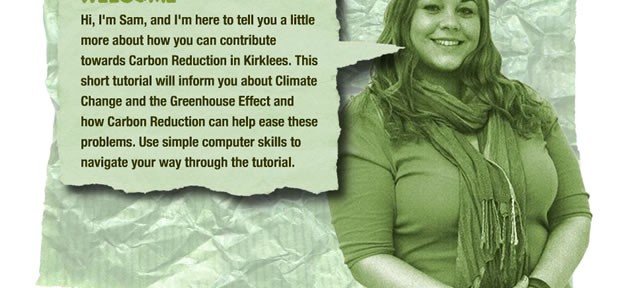 WELCOME
Hi, I'm Sam, and I'm here to tell you a little
more about how you can contribute
towards Carbon Reduction in Kirklees. This
short tutorial will inform you about Climate
Change and the Greenhouse Effect and
how Carbon Reduction can help ease these
problems. Use simple computer skills to
navigate your way through the tutorial.